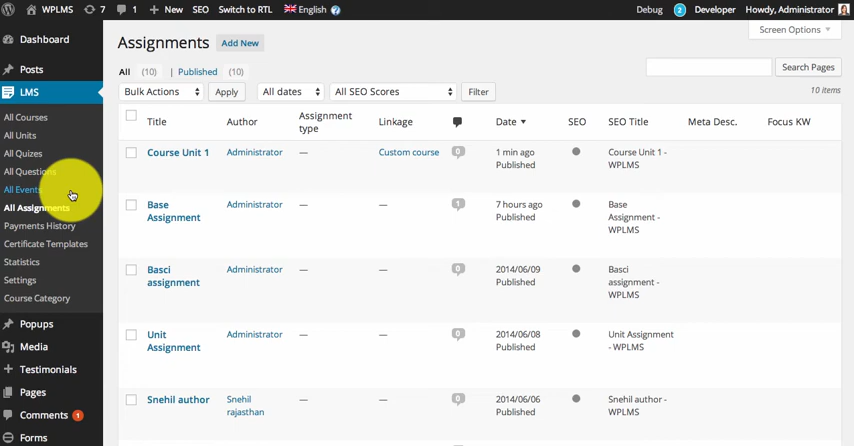 WPLMS 7 1 New SEO Switch to RTL English Debug 2 Developer Howdy, Administrator
Screen Options
Dashboard
Posts
LMS
All Courses
All Units
All Quizes
All Questions
All Events
All Assignments
Payments History
Certificate Templates
Statistics
Settings
Course Category
Popups
Media
Testimonials
Pages
Comments 1
Forms
Assignments Add New
All (10) | Published (10)
Search Pages
Bulk Actions Apply All dates All SEO Scores Filter 10 items
Title Author Assignment type Linkage Date SEO SEO Title Meta Desc. Focus KW
Course Unit 1 Administrator — Custom course 0 1 min ago Course Unit 1 -
Published WPLMS
Base Administrator — — 1 7 hours ago Base
Assignment Published Assignment -
WPLMS
Basci Administrator — — 0 2014/06/09 Basci
assignment Published assignment -
WPLMS
Unit Administrator — — 0 2014/06/08 Unit Assignment
Assignment Published - WPLMS
Snehil author Snehil — — 0 2014/06/06 Snehil author -
rajasthan Published WPLMS